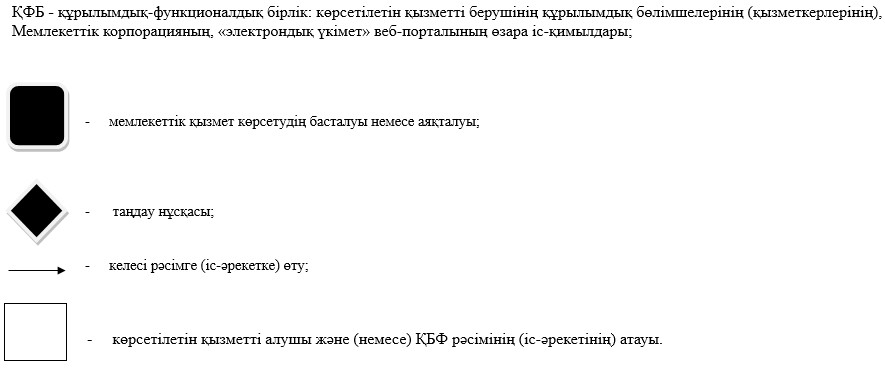 ҚФБ - құрылымдық-функционалдық бірлік: көрсетілетін қызметті берушінің құрылымдық бөлімшелерінің (қызметкерлерінің),
Мемлекеттік корпорацияның, «электрондық үкімет» веб-порталының өзара іс-қимылдары;
- мемлекеттік қызмет көрсетудің басталуы немесе аяқталуы;
- таңдау нұсқасы;
- келесі рәсімге (іс-әрекетке) өту;
- көрсетілетін қызметті алушы және (немесе) ҚБФ рәсімінің (іс-әрекетінің) атауы.